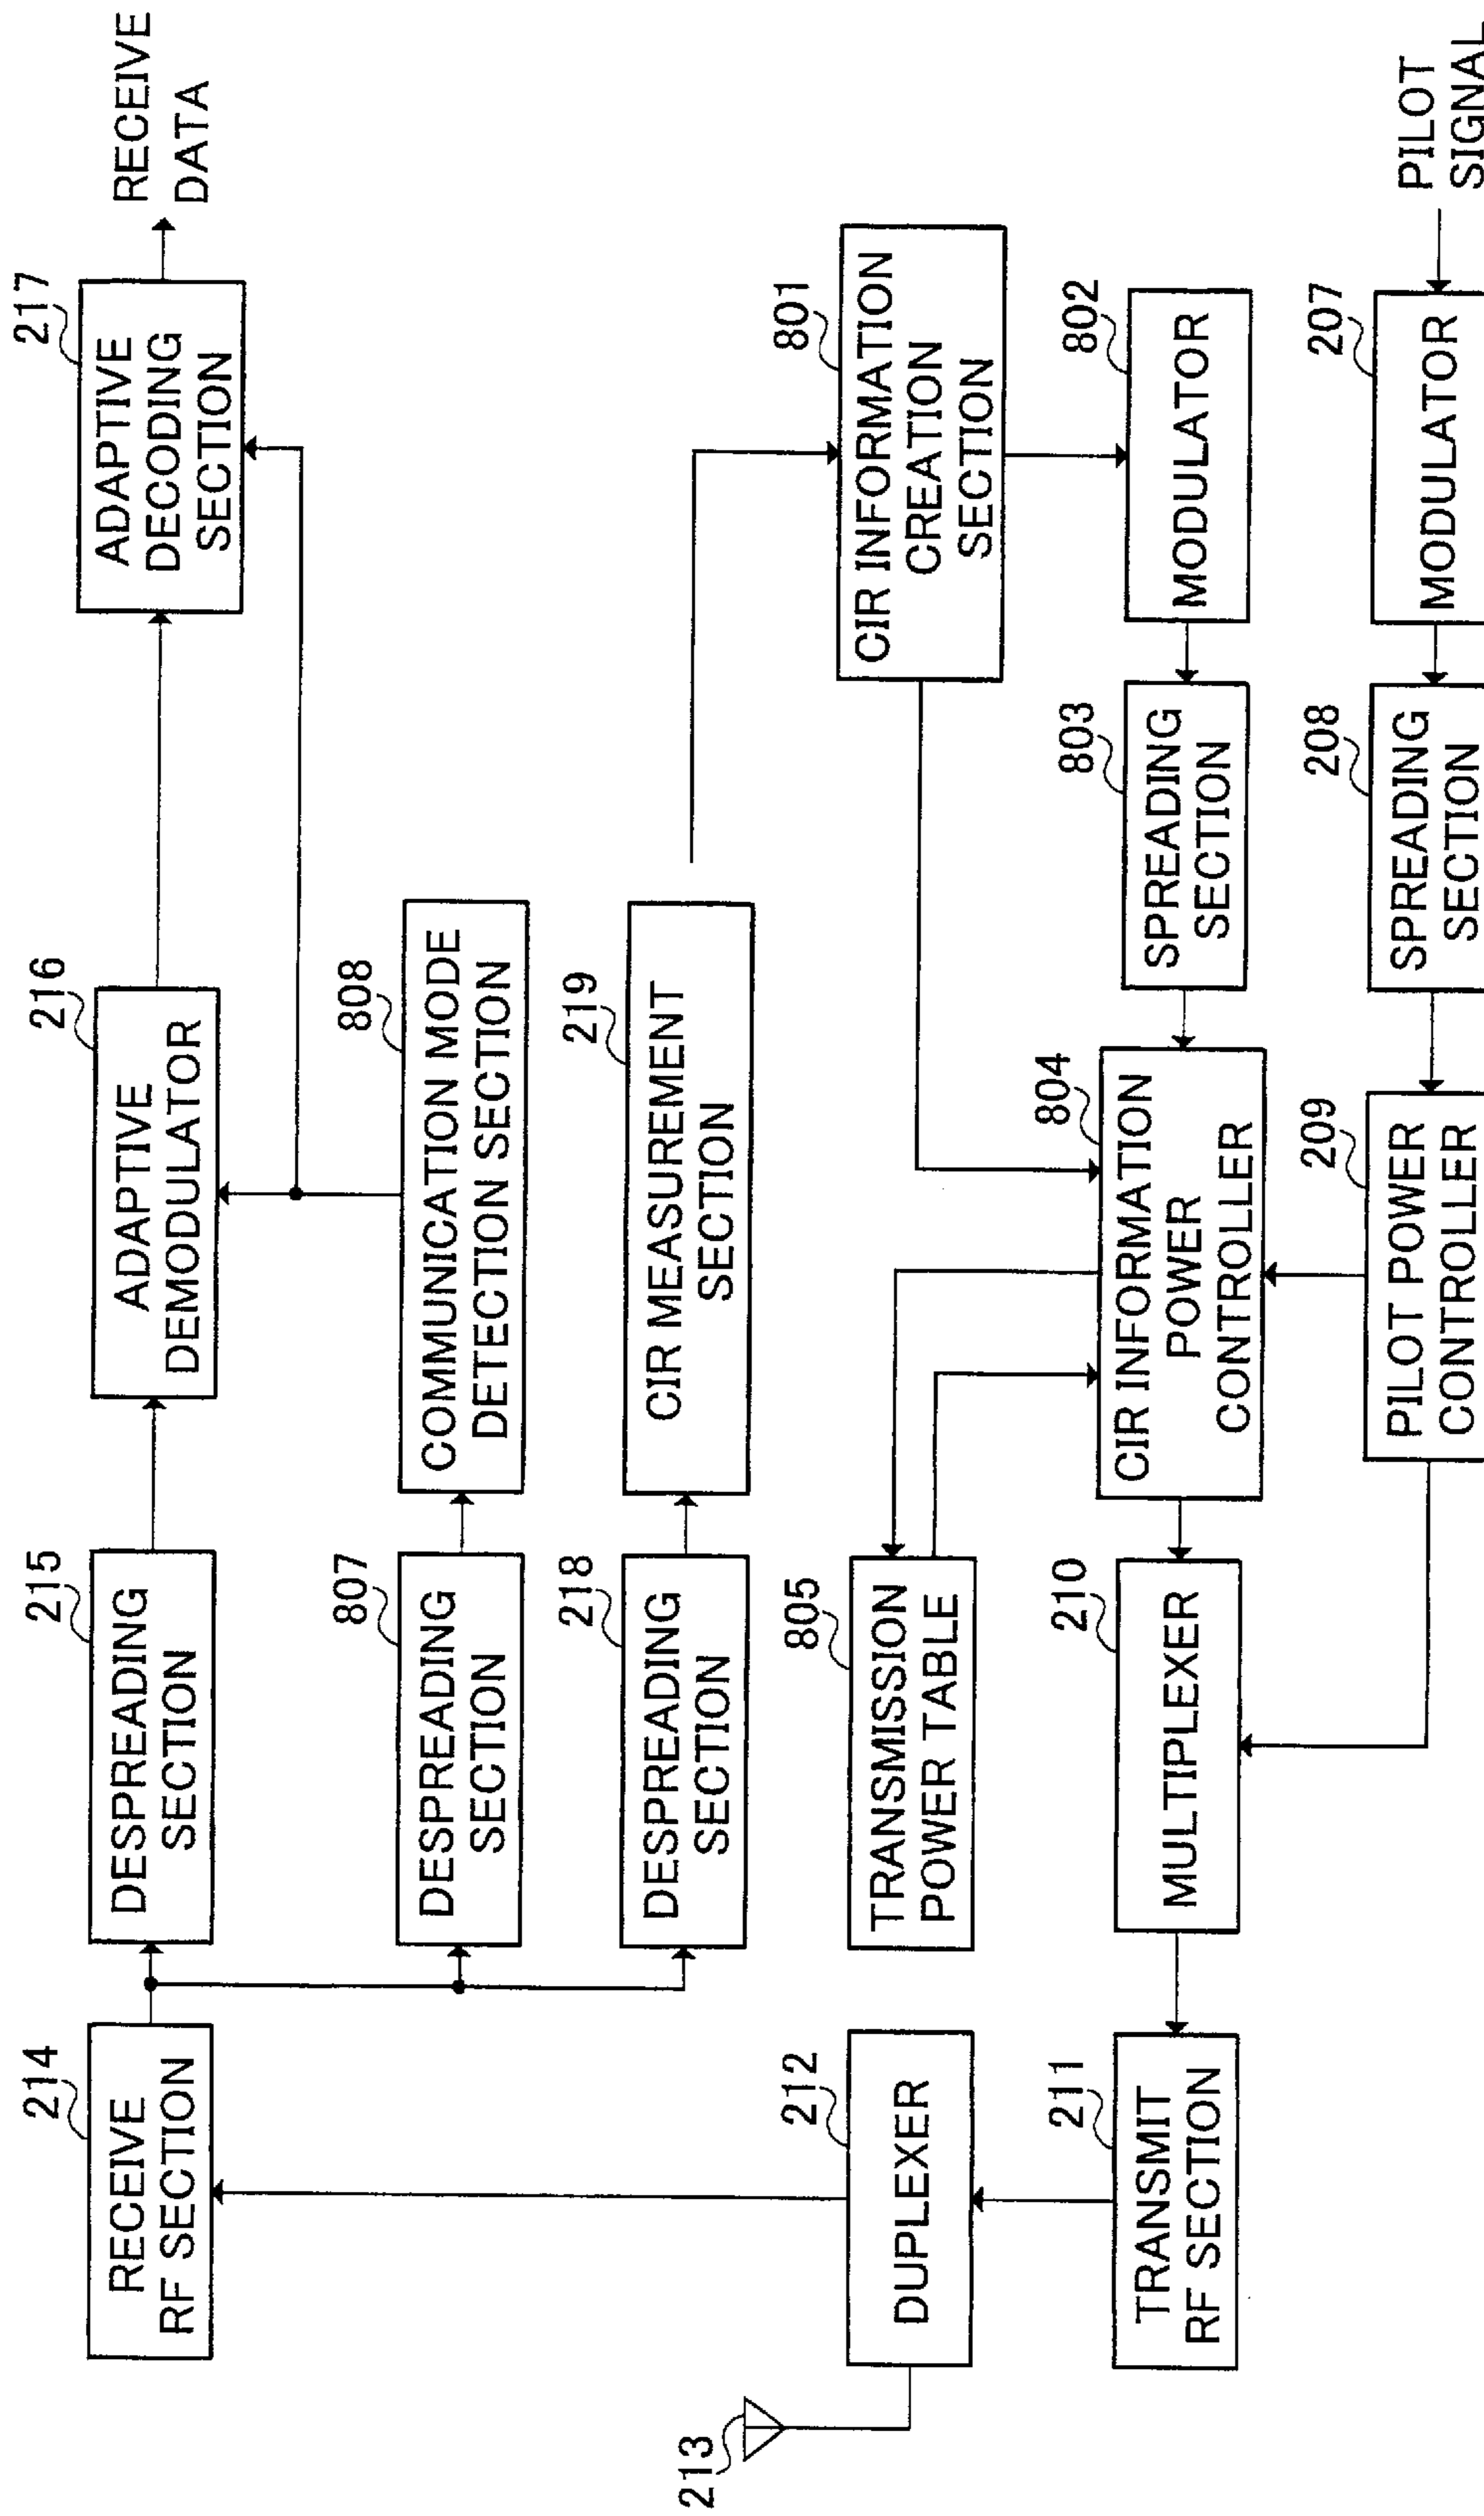 214
RECEIVE
RF SECTION
215
DESPREADING
SECTION
216
ADAPTIVE
DEMODULATOR
217
ADAPTIVE
DECODING
SECTION
RECEIVE
DATA
807
DESPREADING
SECTION
808
COMMUNICATION MODE
DETECTION SECTION
218
DESPREADING
SECTION
219
CIR MEASUREMENT
SECTION
213
212
DUPLEXER
805
TRANSMISSION
POWER TABLE
801
CIR INFORMATION
CREATION
SECTION
211
TRANSMIT
RF SECTION
210
MULTIPLEXER
804
CIR INFORMATION
POWER
CONTROLLER
803
SPREADING
SECTION
802
MODULATOR
209
PILOT POWER
CONTROLLER
208
SPREADING
SECTION
207
MODULATOR
PILOT
SIGNAL